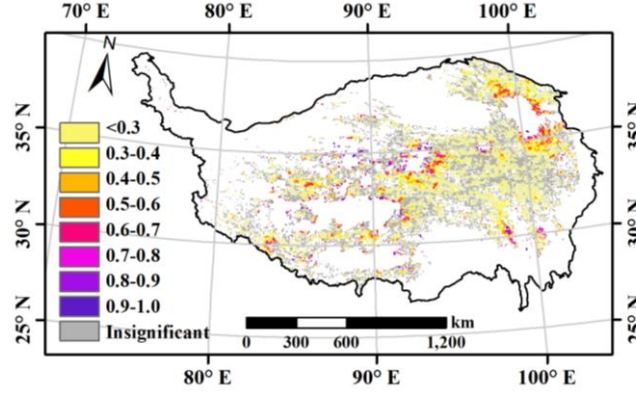 70° E 80° E 90° E 100° E
N
35° N 35° N
30° N 30° N
25° N 25° N
<0.3
0.3-0.4
0.4-0.5
0.5-0.6
0.6-0.7
0.7-0.8
0.8-0.9
0.9-1.0
Insignificant
km
0 300 600 1,200
80° E 90° E 100° E